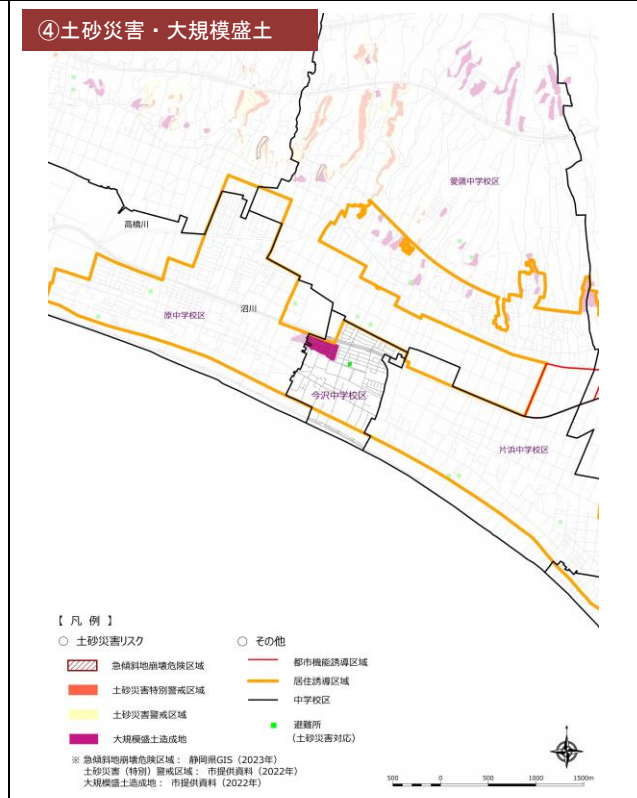 ④土砂災害・大規模盛土
愛鷹中学校区
高橋川
原中学校区
沼川
今沢中学校区
片浜中学校区
【 凡 例 】
○ 土砂災害リスク
急傾斜地崩壊危険区域
土砂災害特別警戒区域
土砂災害警戒区域
大規模盛土造成地
○ その他
都市機能誘導区域
居住誘導区域
中学校区
避難所
(土砂災害対応)
※ 急傾斜地崩壊危険区域： 静岡県GIS（2023年）
土砂災害（特別）警戒区域： 市提供資料（2022年）
大規模盛土造成地： 市提供資料（2022年）
500 0 500 1000 1500m